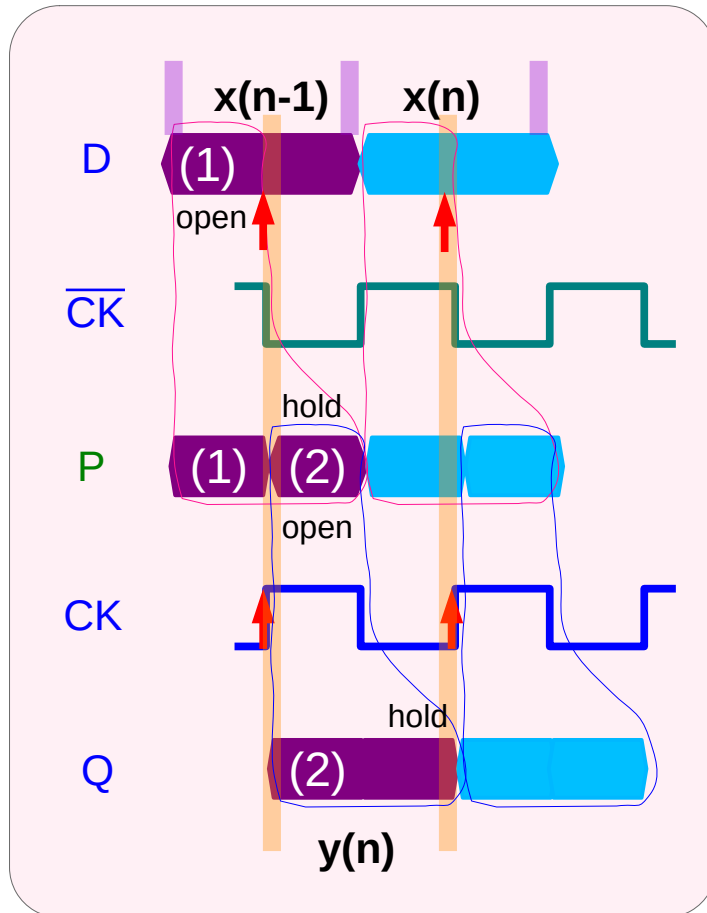 x(n-1) x(n)
D (1)
open
CK
hold
P (1) (2)
open
CK
hold
Q (2)
y(n)